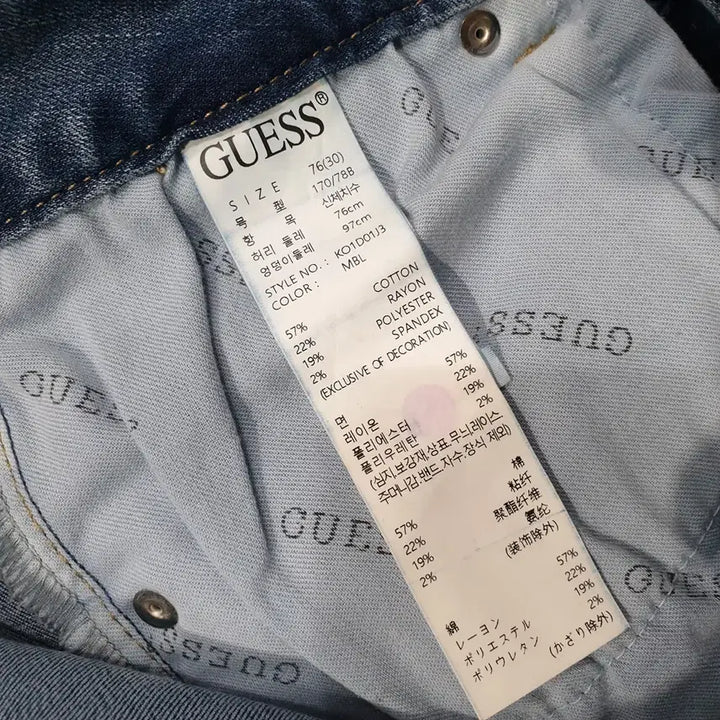 GUESS®
SIZE 76(30)
号 型 170/78B
항 목 신체치수
허리 둘레 76cm
엉덩이둘레 97cm
STYLE NO. : KO1D01J3
COLOR : MBL
57% COTTON
22% RAYON
19% POLYESTER
2% SPANDEX
(EXCLUSIVE OF DECORATION)
면 57%
레이온 22%
폴리에스터 19%
폴리우레탄 2%
(심지,보강재,상표,무늬,레이스
주머니감,밴드,자수,장식 제외)
57% 棉
22% 粘纤
19% 聚酯纤维
2% 氨纶
(装饰除外)
綿 57%
レーヨン 22%
ポリエステル 19%
ポリウレタン 2%
(かざり除外)
GUESS
GUESS
GUE
GUE
GUESS
GUESS